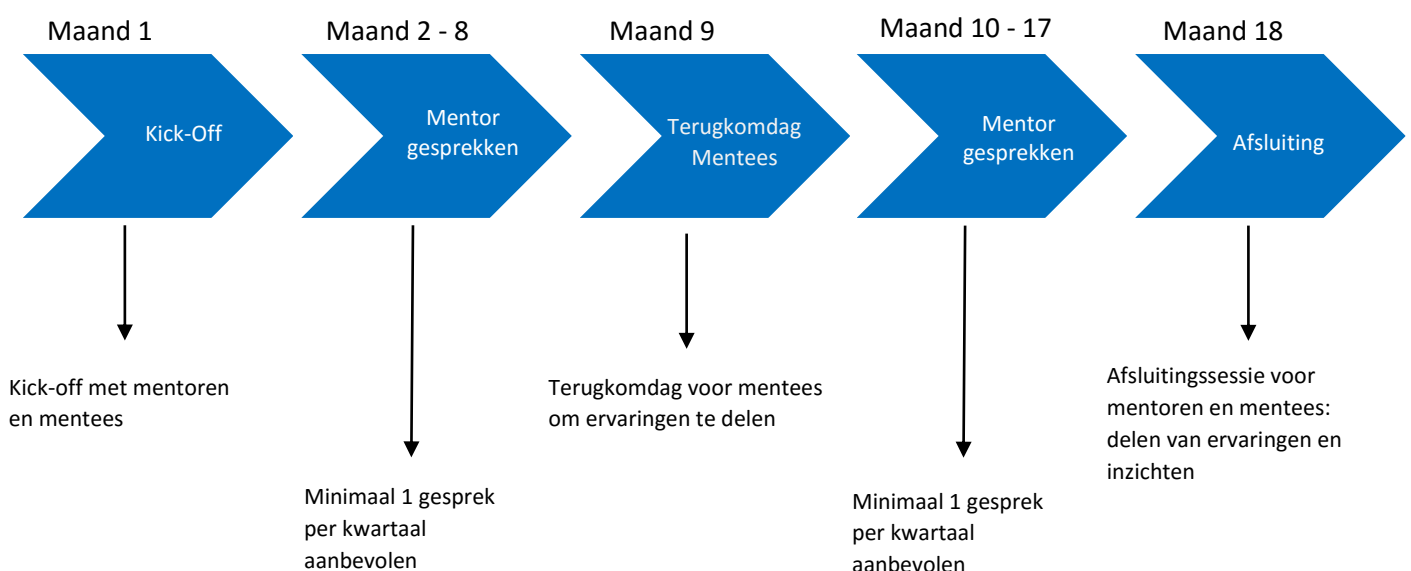 Maand 1
Maand 2 - 8
Maand 9
Maand 10 - 17
Maand 18
Kick-Off
Mentor
gesprekken
Terugkomdag
Mentees
Mentor
gesprekken
Afsluiting
Kick-off met mentoren
en mentees
Minimaal 1 gesprek
per kwartaal
aanbevolen
Terugkomdag voor mentees
om ervaringen te delen
Minimaal 1 gesprek
per kwartaal
aanbevolen
Afsluitingssessie voor
mentoren en mentees:
delen van ervaringen en
inzichten